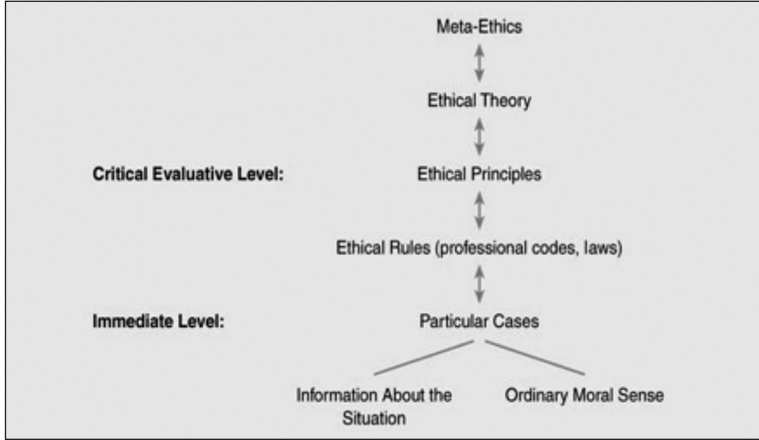 Meta-Ethics
Ethical Theory
Critical Evaluative Level: Ethical Principles
Ethical Rules (professional codes, laws)
Immediate Level: Particular Cases
Information About the Ordinary Moral Sense
Situation